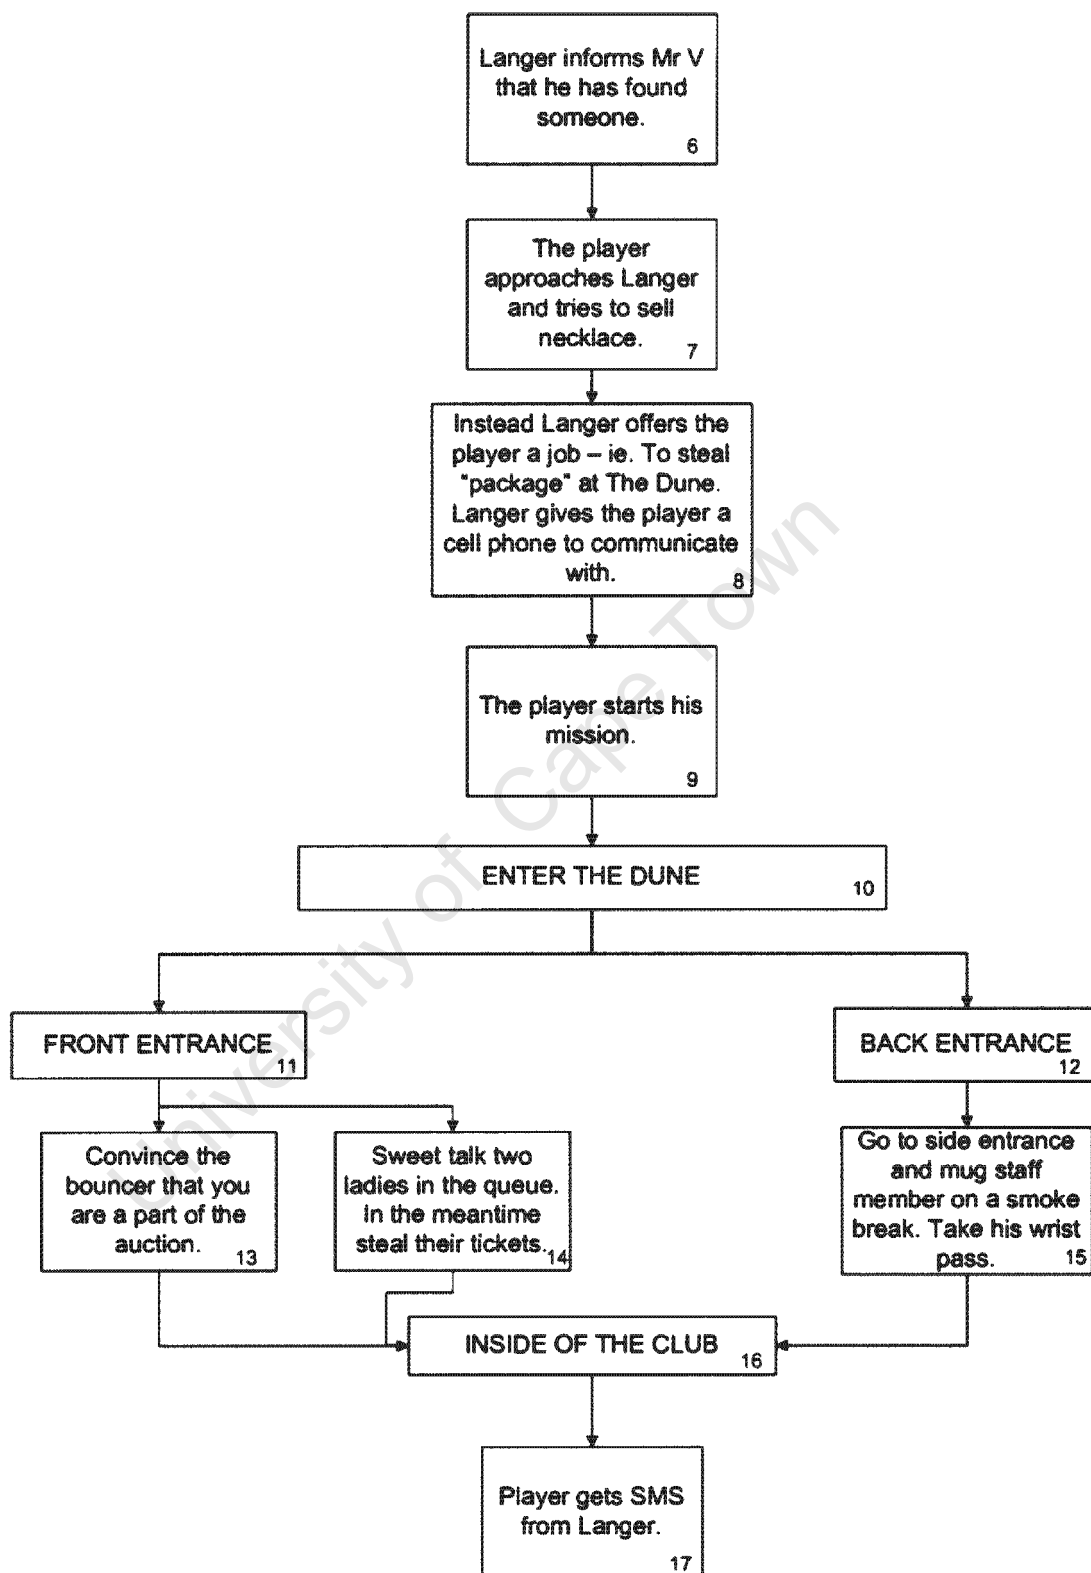 Langer informs Mr V
that he has found
someone.
6
The player
approaches Langer
and tries to sell
necklace.
7
Instead Langer offers the
player a job – ie. To steal
"package" at The Dune.
Langer gives the player a
cell phone to communicate
with.
8
The player starts his
mission.
9
ENTER THE DUNE
10
FRONT ENTRANCE
11
BACK ENTRANCE
12
Convince the
bouncer that you
are a part of the
auction.
13
Sweet talk two
ladies in the queue.
In the meantime
steal their tickets.
14
Go to side entrance
and mug staff
member on a smoke
break. Take his wrist
pass.
15
INSIDE OF THE CLUB
16
Player gets SMS
from Langer.
17
University of Cape Town